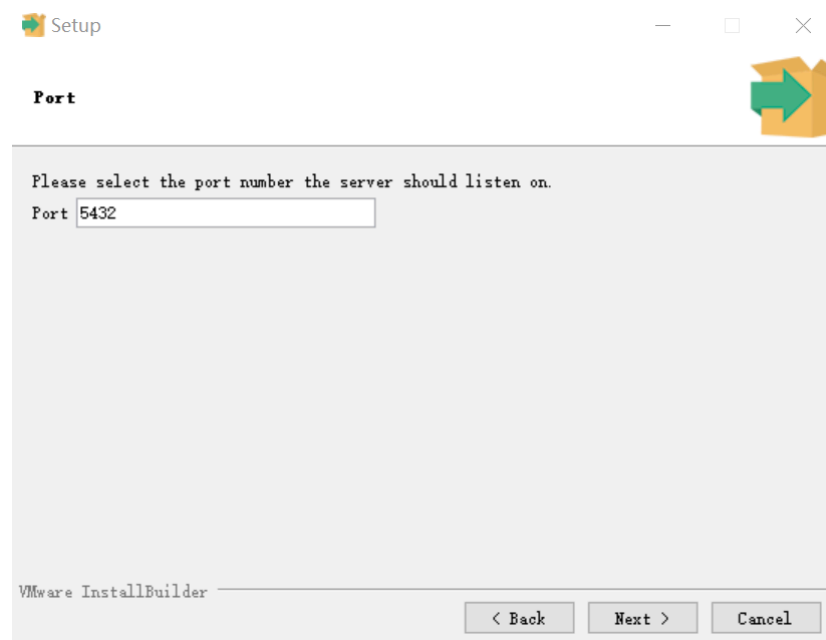 Setup
Port
Please select the port number the server should listen on.
Port 5432
VMware InstallBuilder
< Back Next > Cancel